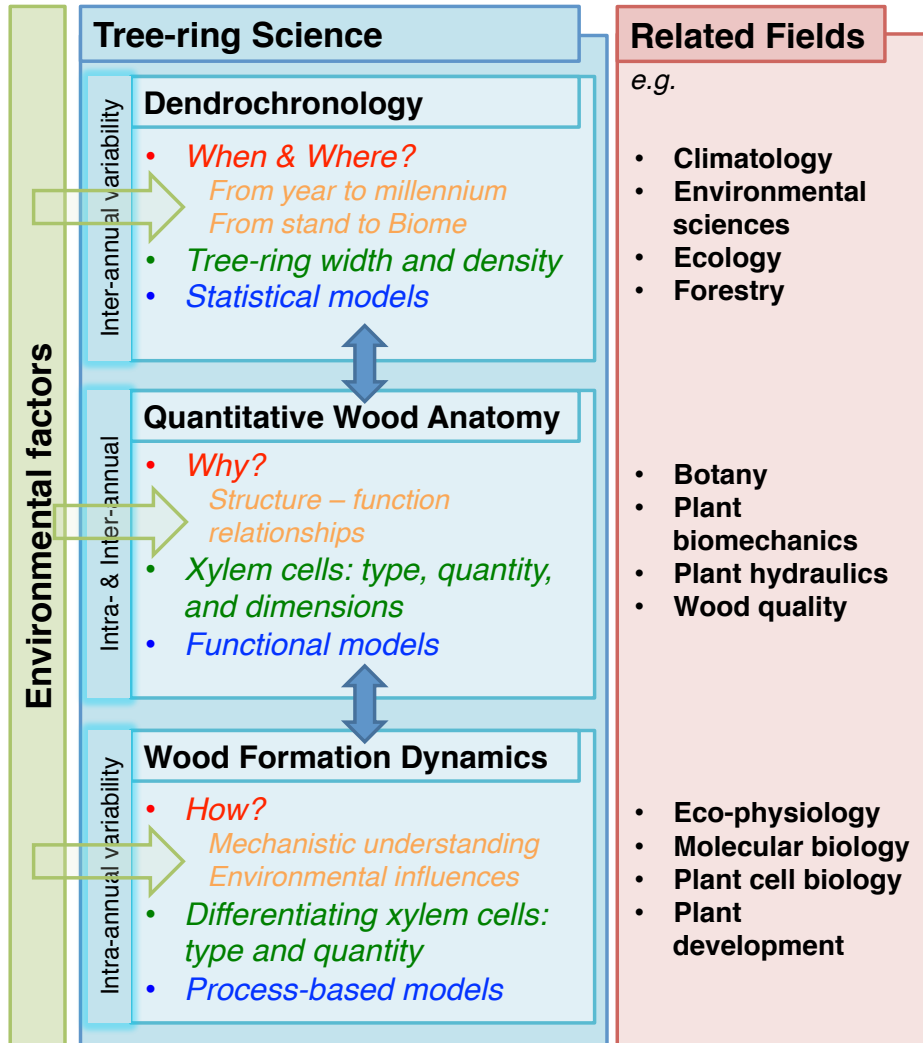 Environmental factors
Tree-ring Science
Inter-annual variability
Dendrochronology
• When & Where?
From year to millennium
From stand to Biome
• Tree-ring width and density
• Statistical models
Intra- & Inter-annual
Quantitative Wood Anatomy
• Why?
Structure – function
relationships
• Xylem cells: type, quantity,
and dimensions
• Functional models
Intra-annual variability
Wood Formation Dynamics
• How?
Mechanistic understanding
Environmental influences
• Differentiating xylem cells:
type and quantity
• Process-based models
Related Fields
e.g.
• Climatology
• Environmental
sciences
• Ecology
• Forestry
• Botany
• Plant
biomechanics
• Plant hydraulics
• Wood quality
• Eco-physiology
• Molecular biology
• Plant cell biology
• Plant
development